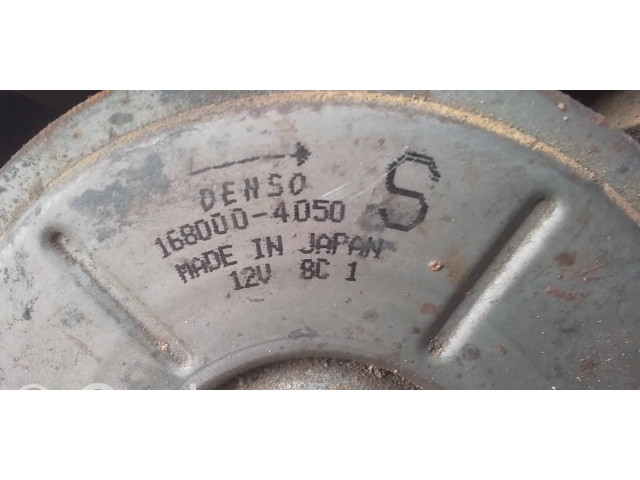 DENSO
S
168000-4050
MADE IN JAPAN
12V 8C 1